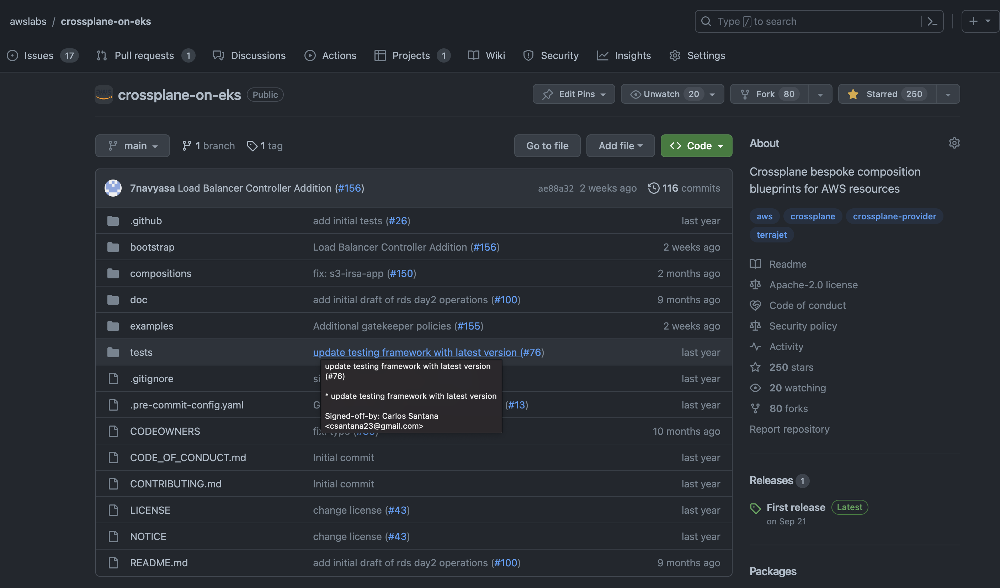 awslabs / crossplane-on-eks
Type / to search
Issues 17 Pull requests 1 Discussions Actions Projects 1 Wiki Security Insights Settings
aws
crossplane-on-eks Public
Edit Pins Unwatch 20 Fork 80 Starred 250
main 1 branch 1 tag
Go to file Add file Code
7navyasa Load Balancer Controller Addition (#156) ae88a32 2 weeks ago 116 commits
.github add initial tests (#26) last year
bootstrap Load Balancer Controller Addition (#156) 2 weeks ago
compositions fix: s3-irsa-app (#150) 2 months ago
doc add initial draft of rds day2 operations (#100) 9 months ago
examples Additional gatekeeper policies (#155) 2 weeks ago
tests update testing framework with latest version (#76) last year
update testing framework with latest version
(#76)
* update testing framework with latest version
Signed-off-by: Carlos Santana
<csantana23@gmail.com>
.gitignore si last year
.pre-commit-config.yaml G (#13) last year
CODEOWNERS fix: typo 10 months ago
CODE_OF_CONDUCT.md Initial commit last year
CONTRIBUTING.md Initial commit last year
LICENSE change license (#43) last year
NOTICE change license (#43) last year
README.md add initial draft of rds day2 operations (#100) 9 months ago
About
Crossplane bespoke composition
blueprints for AWS resources
aws crossplane crossplane-provider
terrajet
Readme
Apache-2.0 license
Code of conduct
Security policy
Activity
250 stars
20 watching
80 forks
Report repository
Releases 1
First release Latest
on Sep 21
Packages